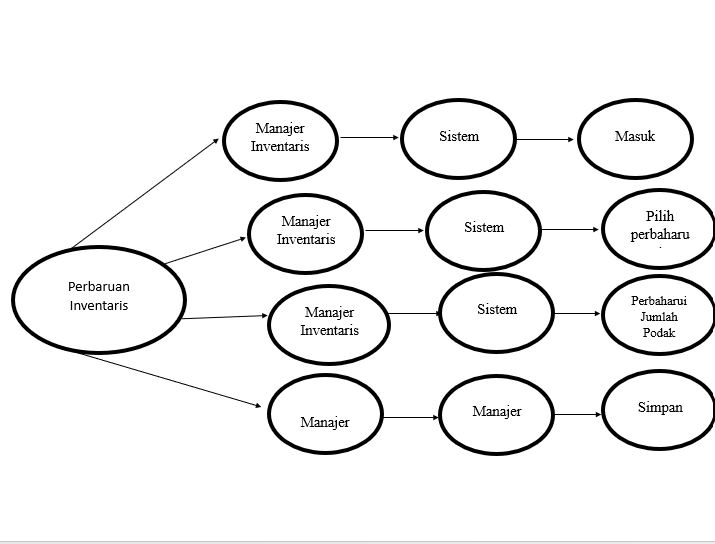 Manajer
Inventaris
Sistem
Masuk
Manajer
Inventaris
Sistem
Pilih
perbaharu
Perbaruan
Inventaris
Manajer
Inventaris
Sistem
Perbaharui
Jumlah
Podak
Manajer
Manajer
Simpan